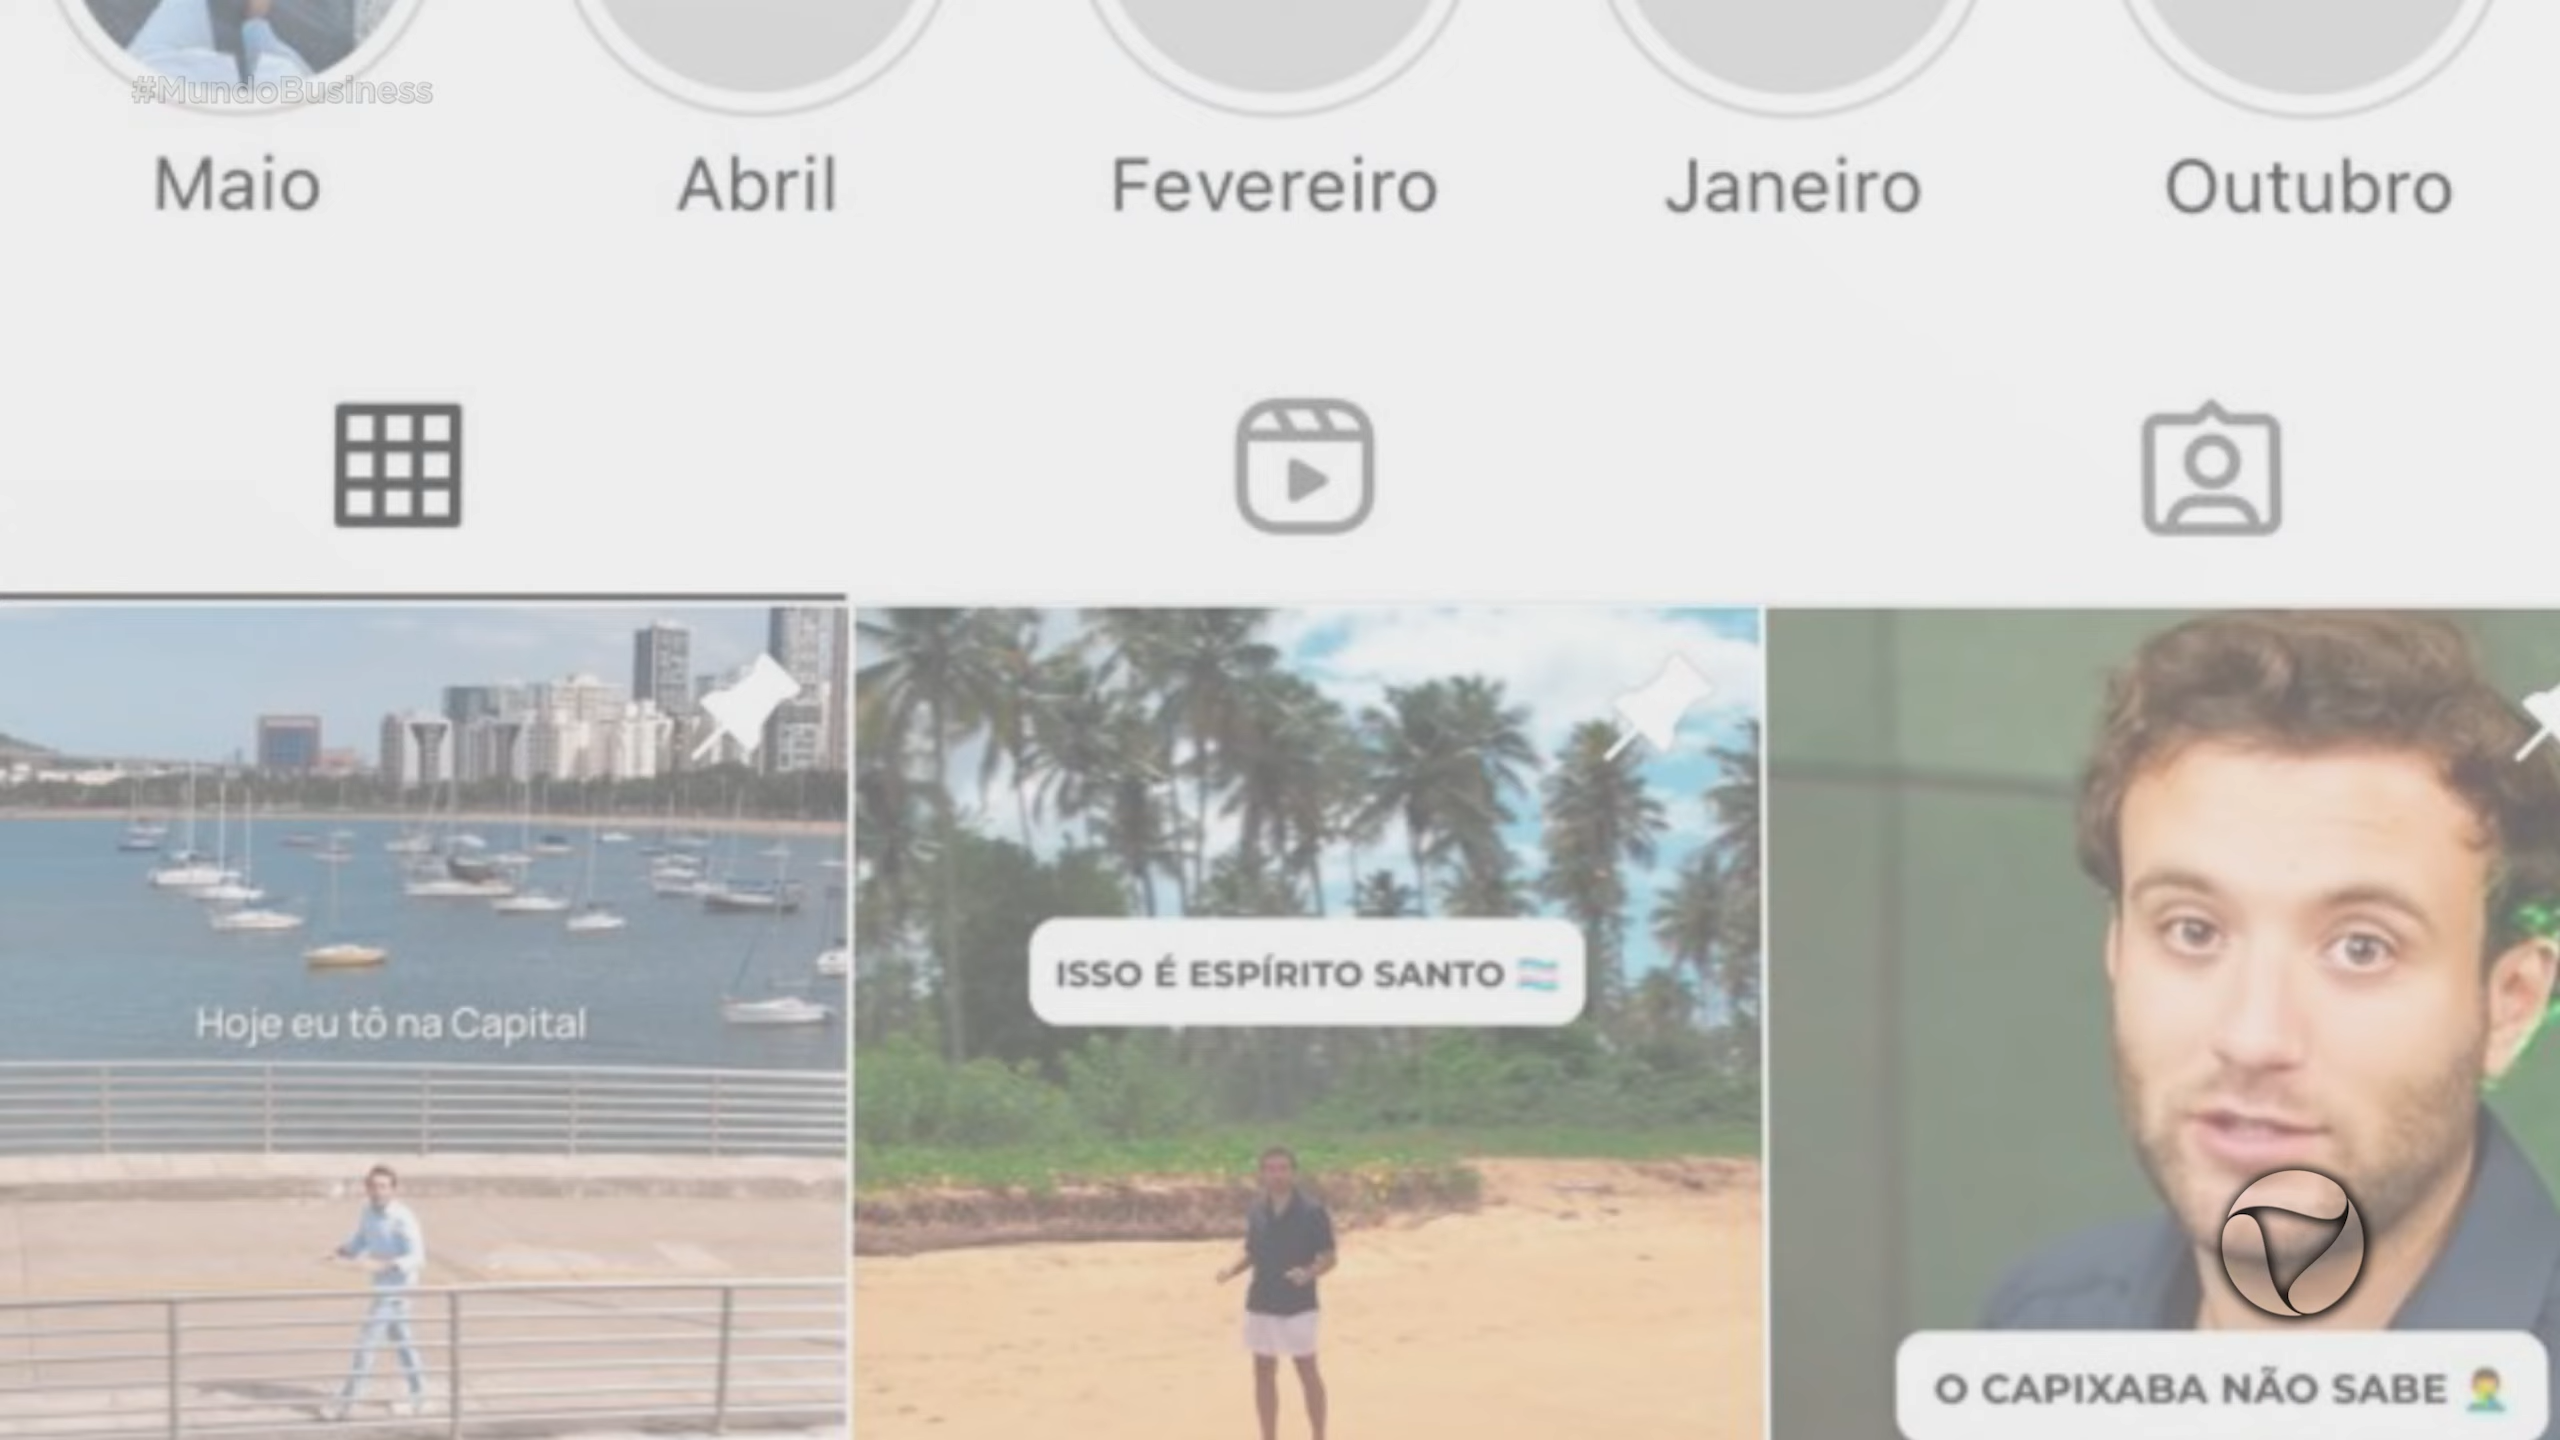 #MundoBusiness
Maio
Abril
Fevereiro
Janeiro
Outubro
Hoje eu tô na Capital
ISSO É ESPÍRITO SANTO
O CAPIXABA NÃO SABE